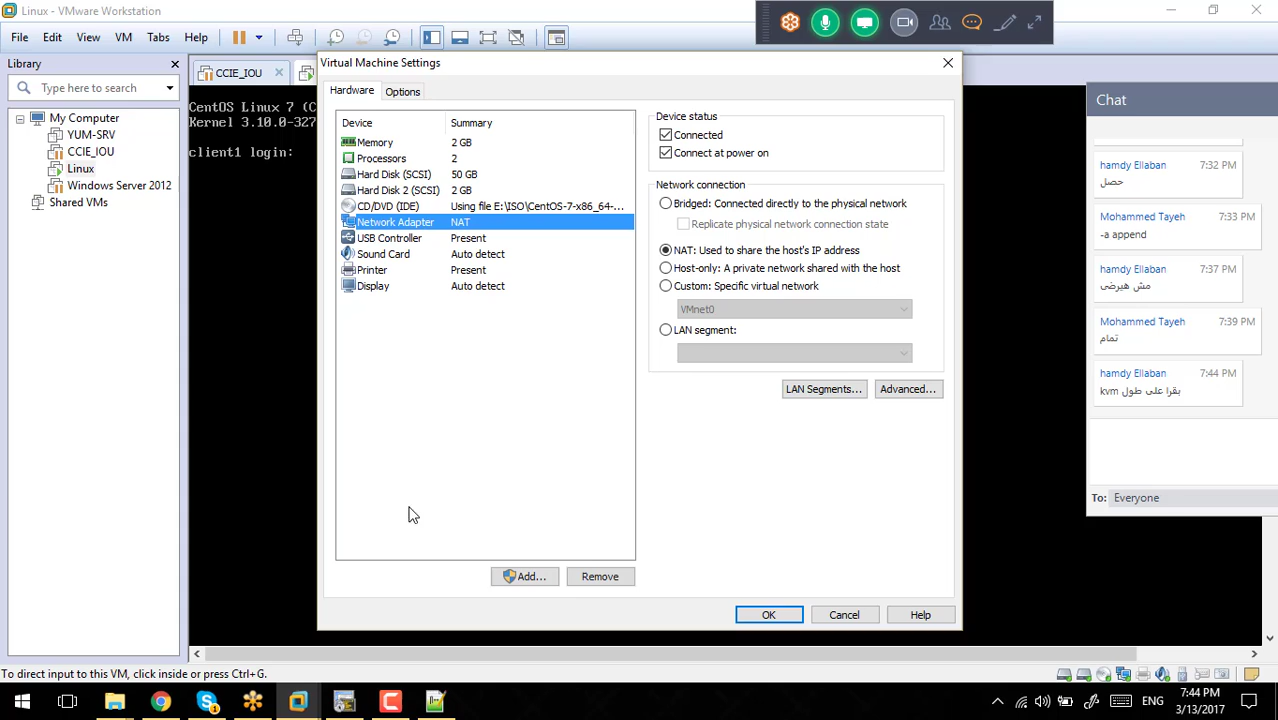 Linux - VMware Workstation
File Edit View VM Tabs Help
Library
Type here to search
My Computer
YUM-SRV
CCIE_IOU
Linux
Windows Server 2012
Shared VMs
CCIE_IOU
CentOS Linux 7 (C
Kernel 3.10.0-327
client1 login:
Virtual Machine Settings
Hardware Options
Device Summary
Memory 2 GB
Processors 2
Hard Disk (SCSI) 50 GB
Hard Disk 2 (SCSI) 2 GB
CD/DVD (IDE) Using file E:\ISO\CentOS-7-x86_64-...
Network Adapter NAT
USB Controller Present
Sound Card Auto detect
Printer Present
Display Auto detect
Add... Remove
Device status
Connected
Connect at power on
Network connection
Bridged: Connected directly to the physical network
Replicate physical network connection state
NAT: Used to share the host's IP address
Host-only: A private network shared with the host
Custom: Specific virtual network
VMnet0
LAN segment:
LAN Segments... Advanced...
OK Cancel Help
Chat
hamdy Ellaban 7:32 PM
حصل
Mohammed Tayeh 7:33 PM
-a append
hamdy Ellaban 7:37 PM
مش هيرضى
Mohammed Tayeh 7:39 PM
تمام
hamdy Ellaban 7:44 PM
بقرا على طول kvm
To: Everyone
To direct input to this VM, click inside or press Ctrl+G.
ENG
7:44 PM
3/13/2017